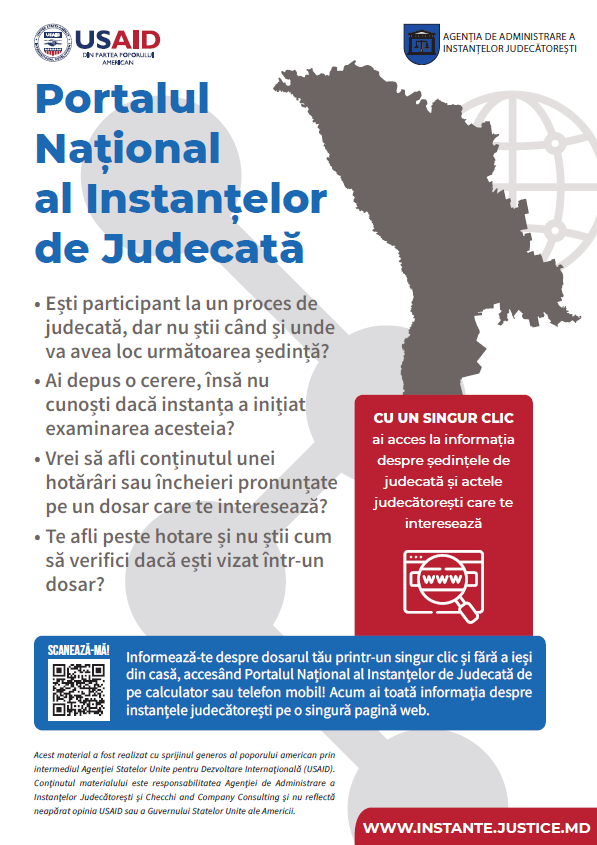 USAID
DIN PARTEA POPORULUI
AMERICAN
AGENȚIA DE ADMINISTRARE A
INSTANȚELOR JUDECĂTOREȘTI
Portalul
Național
al Instanțelor
de Judecată
• Ești participant la un proces de
judecată, dar nu știi când și unde
va avea loc următoarea ședință?
• Ai depus o cerere, însă nu
cunoști dacă instanța a inițiat
examinarea acesteia?
• Vrei să afli conținutul unei
hotărâri sau încheieri pronunțate
pe un dosar care te interesează?
• Te afli peste hotare și nu știi cum
să verifici dacă ești vizat într-un
dosar?
CU UN SINGUR CLIC
ai acces la informația
despre ședințele de
judecată și actele
judecătorești care te
interesează
WWW
SCANEAZĂ-MĂ!
Informează-te despre dosarul tău printr-un singur clic și fără a ieși
din casă, accesând Portalul Național al Instanțelor de Judecată de
pe calculator sau telefon mobil! Acum ai toată informația despre
instanțele judecătorești pe o singură pagină web.
Acest material a fost realizat cu sprijinul generos al poporului american prin
intermediul Agenției Statelor Unite pentru Dezvoltare Internațională (USAID).
Conținutul materialului este responsabilitatea Agenției de Administrare a
Instanțelor Judecătorești și Checchi and Company Consulting și nu reflectă
neapărat opinia USAID sau a Guvernului Statelor Unite ale Americii.
WWW.INSTANTE.JUSTICE.MD